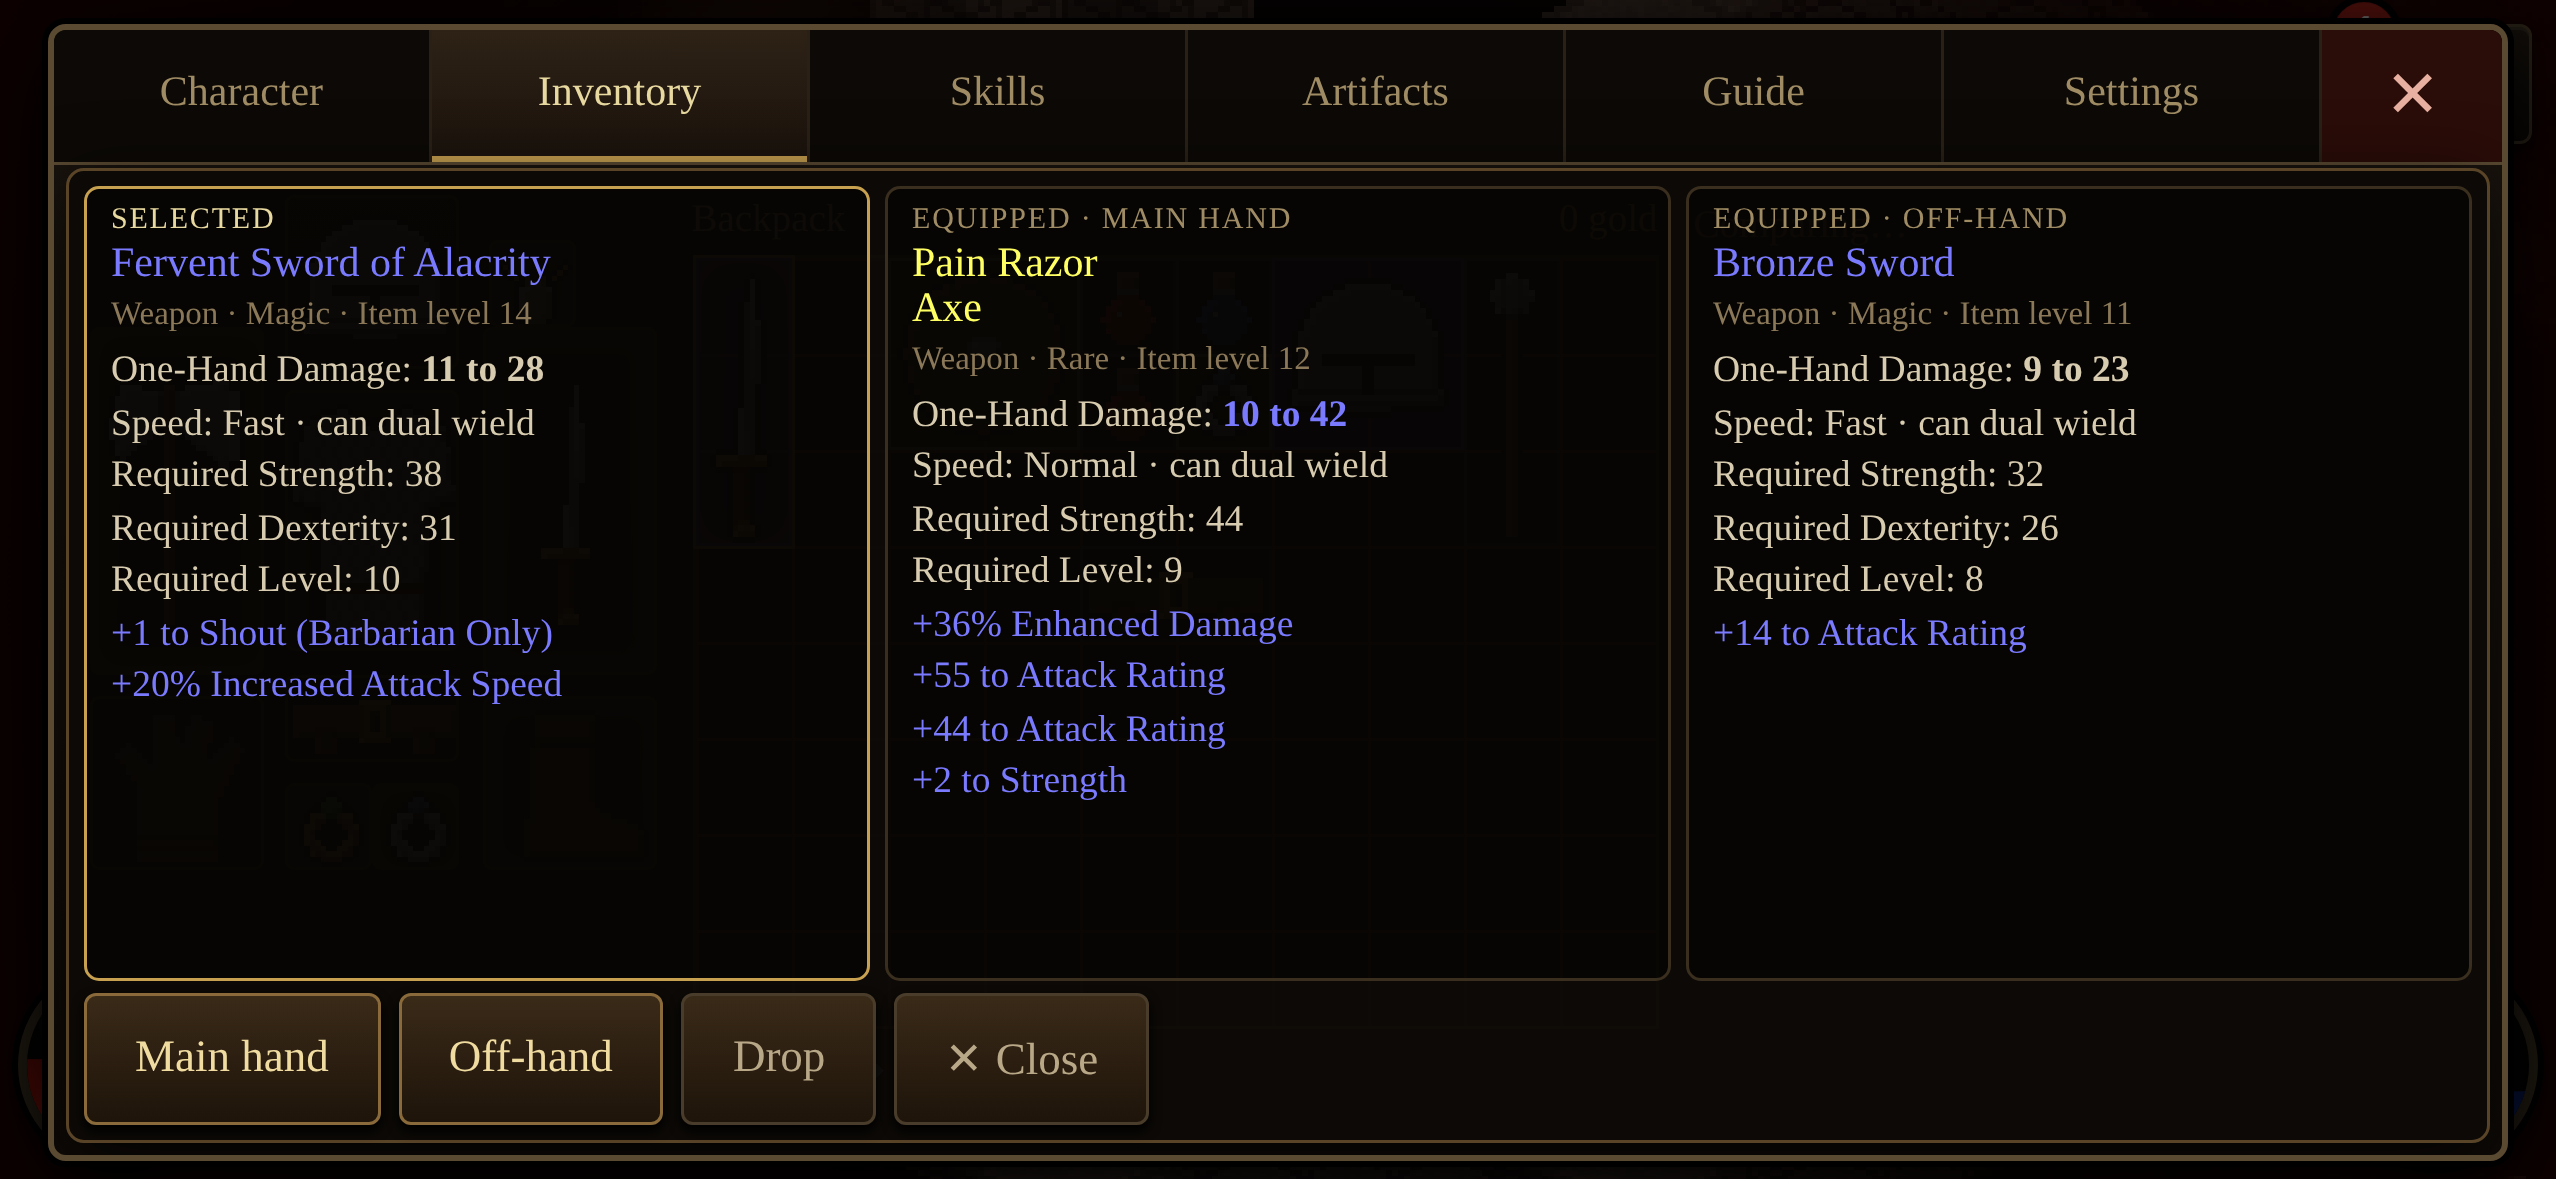 Character
Inventory
Skills
Artifacts
Guide
Settings
✕
SELECTED
Fervent Sword of Alacrity
Weapon · Magic · Item level 14
One-Hand Damage: 11 to 28
Speed: Fast · can dual wield
Required Strength: 38
Required Dexterity: 31
Required Level: 10
+1 to Shout (Barbarian Only)
+20% Increased Attack Speed
Backpack
EQUIPPED · MAIN HAND
0 gold
Pain Razor
Axe
Weapon · Rare · Item level 12
One-Hand Damage: 10 to 42
Speed: Normal · can dual wield
Required Strength: 44
Required Level: 9
+36% Enhanced Damage
+55 to Attack Rating
+44 to Attack Rating
+2 to Strength
EQUIPPED · OFF-HAND
Bronze Sword
Weapon · Magic · Item level 11
One-Hand Damage: 9 to 23
Speed: Fast · can dual wield
Required Strength: 32
Required Dexterity: 26
Required Level: 8
+14 to Attack Rating
Main hand
Off-hand
Drop
✕ Close